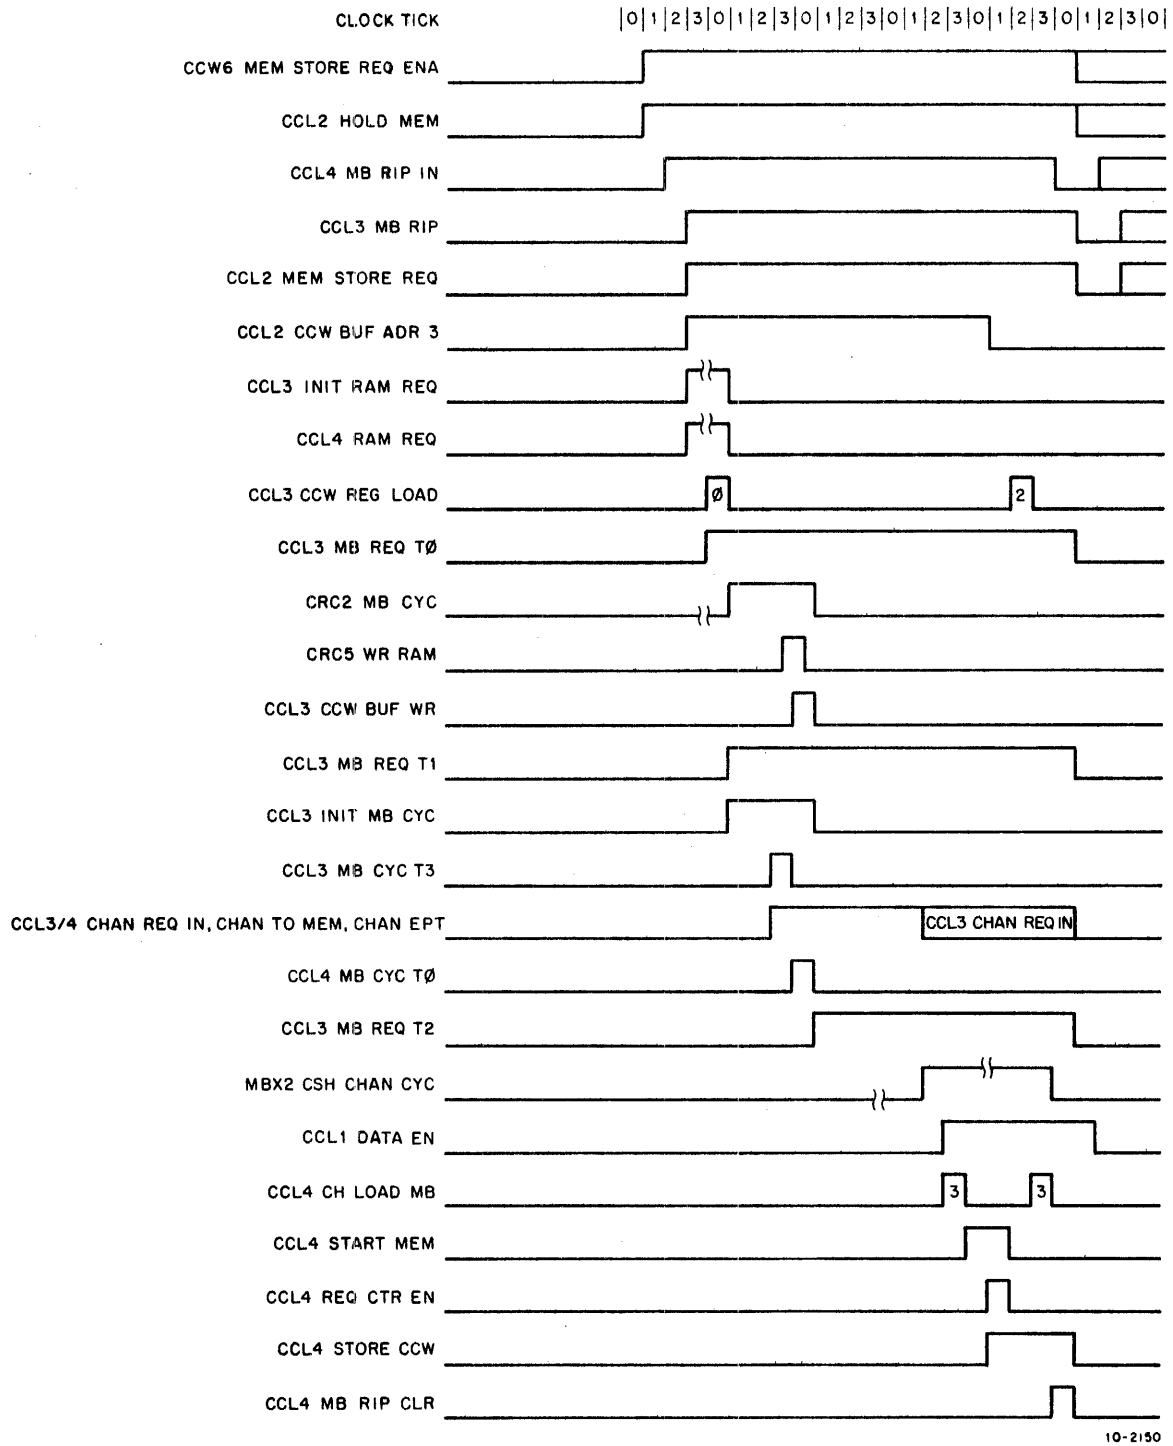 CLOCK TICK |0|1|2|3|0|1|2|3|0|1|2|3|0|1|2|3|0|1|2|3|0|1|2|3|0|
CCW6 MEM STORE REQ ENA
CCL2 HOLD MEM
CCL4 MB RIP IN
CCL3 MB RIP
CCL2 MEM STORE REQ
CCL2 CCW BUF ADR 3
CCL3 INIT RAM REQ
CCL4 RAM REQ
CCL3 CCW REG LOAD Ø 2
CCL3 MB REQ TØ
CRC2 MB CYC
CRC5 WR RAM
CCL3 CCW BUF WR
CCL3 MB REQ T1
CCL3 INIT MB CYC
CCL3 MB CYC T3
CCL3/4 CHAN REQ IN, CHAN TO MEM, CHAN EPT CCL3 CHAN REQ IN
CCL4 MB CYC TØ
CCL3 MB REQ T2
MBX2 CSH CHAN CYC
CCL1 DATA EN
CCL4 CH LOAD MB 3 3
CCL4 START MEM
CCL4 REQ CTR EN
CCL4 STORE CCW
CCL4 MB RIP CLR
10-2150